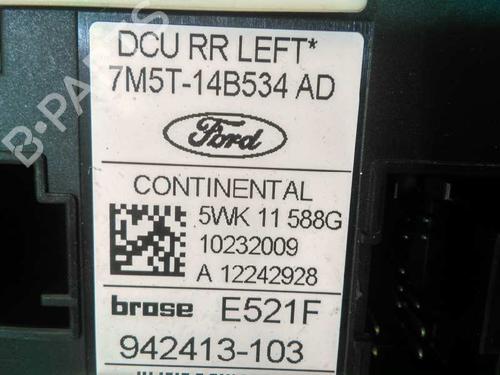 DCU RR LEFT*
7M5T-14B534 AD
Ford
CONTINENTAL
5WK 11 588G
10232009
A 12242928
brose E521F
942413-103
B-PARTS